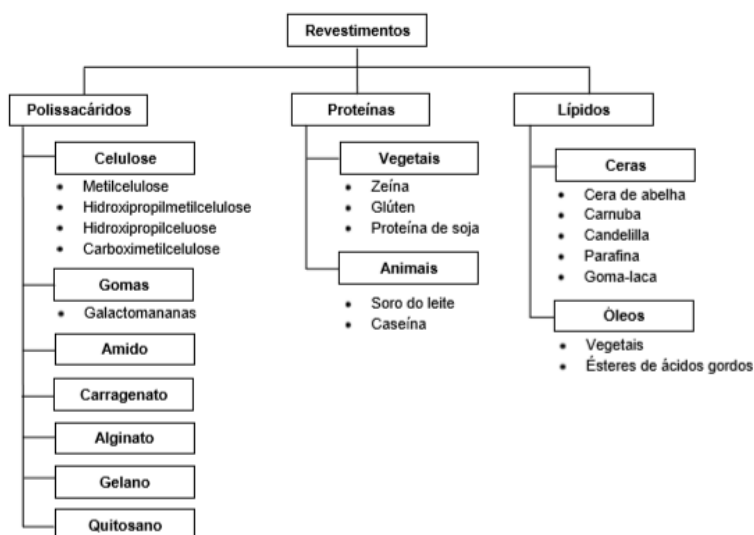 Revestimentos
Polissacáridos
Celulose
• Metilcelulose
• Hidroxipropilmetilcelulose
• Hidroxipropilceluose
• Carboximetilcelulose
Gomas
• Galactomananas
Amido
Carragenato
Alginato
Gelano
Quitosano
Proteínas
Vegetais
• Zeína
• Glúten
• Proteína de soja
Animais
• Soro do leite
• Caseína
Lípidos
Ceras
• Cera de abelha
• Carnuba
• Candelilla
• Parafina
• Goma-laca
Óleos
• Vegetais
• Ésteres de ácidos gordos